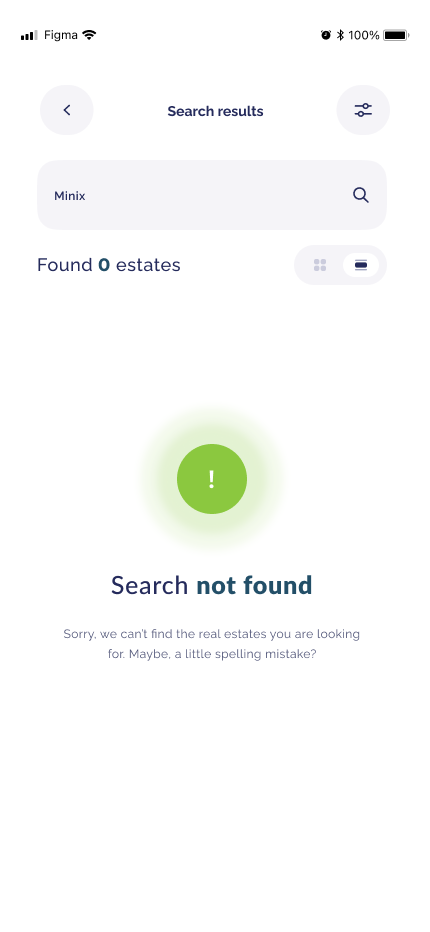 Figma 100%
Search results
Minix
Found 0 estates
!
Search not found
Sorry, we can't find the real estates you are looking
for. Maybe, a little spelling mistake?